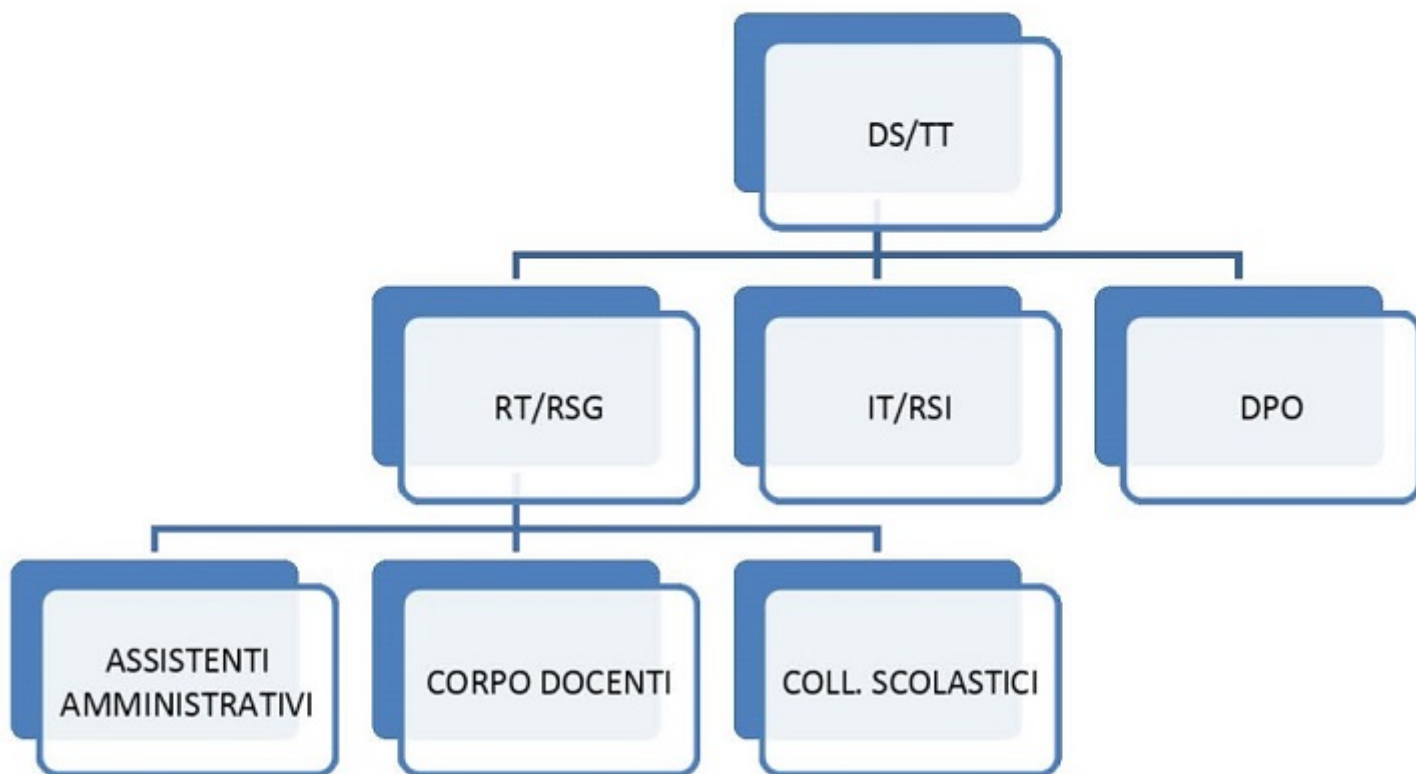 DS/TT
RT/RSG
IT/RSI
DPO
ASSISTENTI
AMMINISTRATIVI
CORPO DOCENTI
COLL. SCOLASTICI